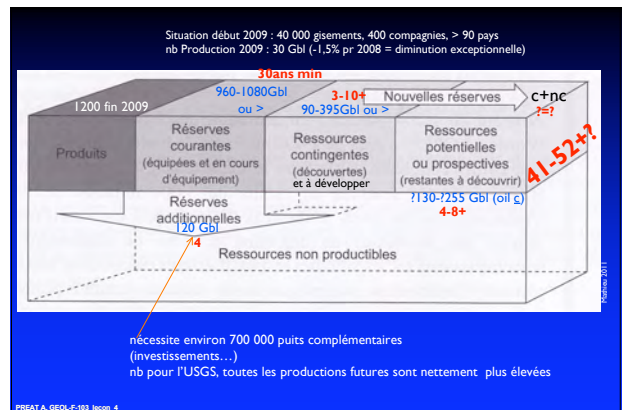 Situation début 2009 : 40 000 gisements, 400 compagnies, > 90 pays
nb Production 2009 : 30 Gbl (-1,5% pr 2008 = diminution exceptionnelle)
30ans min
1200 fin 2009
960-1080Gbl
ou >
3-10+
90-395Gbl ou >
Nouvelles réserves
c+nc
?=?
Produits
Réserves
courantes
(équipées et en cours
d'équipement)
Ressources
contingentes
(découvertes)
et à développer
Ressources
potentielles
ou prospectives
(restantes à découvrir)
41-52+?
Réserves
additionnelles
120 Gbl
4
?130-?255 Gbl (oil c)
4-8+
Ressources non productibles
Mathieu 2011
nécessite environ 700 000 puits complémentaires
(investissements…)
nb pour l'USGS, toutes les productions futures sont nettement plus élevées
PREAT A. GEOL-F-103_leçon_4